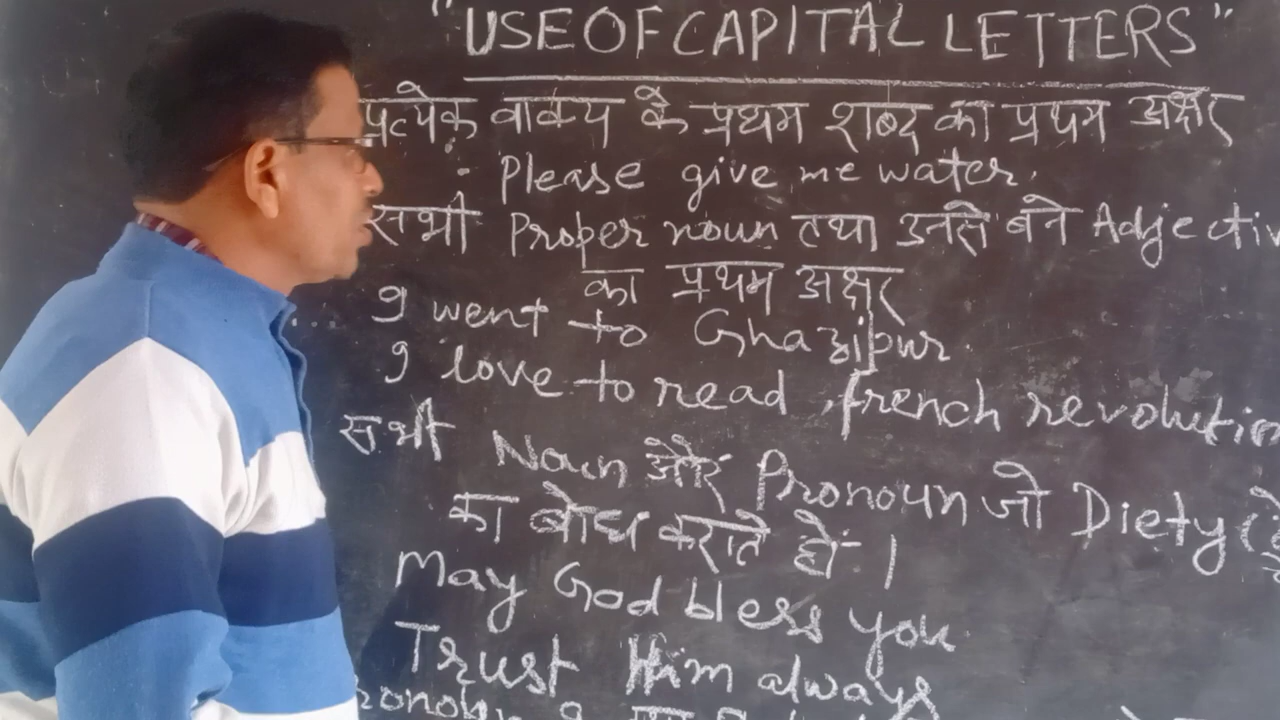 "USE OF CAPITAL LETTERS"
प्रत्येक वाक्य के प्रथम शब्द का प्रथम अक्षर
Please give me water.
सभी Proper noun तथा उनसे बने Adjectiv
का प्रथम अक्षर
I went to Ghazipur
I love to read french revolution
सभी Noun और Pronoun जो Diety (
का बोध कराते हो ।
May God bless you
Trust Him always
ronoun I